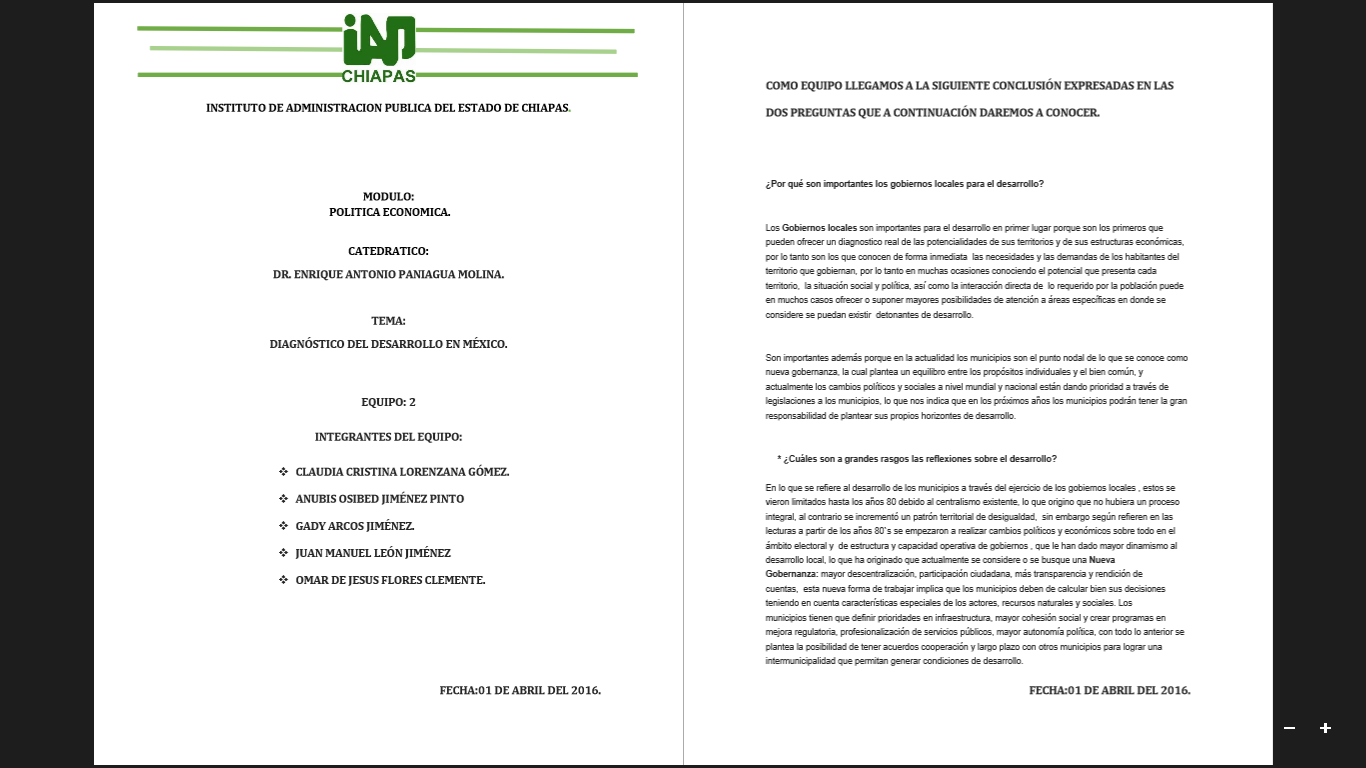 iAP
CHIAPAS
INSTITUTO DE ADMINISTRACION PUBLICA DEL ESTADO DE CHIAPAS.
MODULO:
POLITICA ECONOMICA.
CATEDRATICO:
DR. ENRIQUE ANTONIO PANIAGUA MOLINA.
TEMA:
DIAGNÓSTICO DEL DESARROLLO EN MÉXICO.
EQUIPO: 2
INTEGRANTES DEL EQUIPO:
❖ CLAUDIA CRISTINA LORENZANA GÓMEZ.
❖ ANUBIS OSIBED JIMÉNEZ PINTO
❖ GADY ARCOS JIMÉNEZ.
❖ JUAN MANUEL LEÓN JIMÉNEZ
❖ OMAR DE JESUS FLORES CLEMENTE.
FECHA:01 DE ABRIL DEL 2016.
COMO EQUIPO LLEGAMOS A LA SIGUIENTE CONCLUSIÓN EXPRESADAS EN LAS
DOS PREGUNTAS QUE A CONTINUACIÓN DAREMOS A CONOCER.
¿Por qué son importantes los gobiernos locales para el desarrollo?
Los Gobiernos locales son importantes para el desarrollo en primer lugar porque son los primeros que
pueden ofrecer un diagnostico real de las potencialidades de sus territorios y de sus estructuras económicas,
por lo tanto son los que conocen de forma inmediata las necesidades y las demandas de los habitantes del
territorio que gobiernan, por lo tanto en muchas ocasiones conociendo el potencial que presenta cada
territorio, la situación social y política, así como la interacción directa de lo requerido por la población puede
en muchos casos ofrecer o suponer mayores posibilidades de atención a áreas específicas en donde se
considere se puedan existir detonantes de desarrollo.
Son importantes además porque en la actualidad los municipios son el punto nodal de lo que se conoce como
nueva gobernanza, la cual plantea un equilibro entre los propósitos individuales y el bien común, y
actualmente los cambios políticos y sociales a nivel mundial y nacional están dando prioridad a través de
legislaciones a los municipios, lo que nos indica que en los próximos años los municipios podrán tener la gran
responsabilidad de plantear sus propios horizontes de desarrollo.
* ¿Cuáles son a grandes rasgos las reflexiones sobre el desarrollo?
En lo que se refiere al desarrollo de los municipios a través del ejercicio de los gobiernos locales , estos se
vieron limitados hasta los años 80 debido al centralismo existente, lo que origino que no hubiera un proceso
integral, al contrario se incrementó un patrón territorial de desigualdad, sin embargo según refieren en las
lecturas a partir de los años 80`s se empezaron a realizar cambios políticos y económicos sobre todo en el
ámbito electoral y de estructura y capacidad operativa de gobiernos , que le han dado mayor dinamismo al
desarrollo local, lo que ha originado que actualmente se considere o se busque una Nueva
Gobernanza: mayor descentralización, participación ciudadana, más transparencia y rendición de
cuentas, esta nueva forma de trabajar implica que los municipios deben de calcular bien sus decisiones
teniendo en cuenta características especiales de los actores, recursos naturales y sociales. Los
municipios tienen que definir prioridades en infraestructura, mayor cohesión social y crear programas en
mejora regulatoria, profesionalización de servicios públicos, mayor autonomía política, con todo lo anterior se
plantea la posibilidad de tener acuerdos cooperación y largo plazo con otros municipios para lograr una
intermunicipalidad que permitan generar condiciones de desarrollo.
FECHA:01 DE ABRIL DEL 2016.